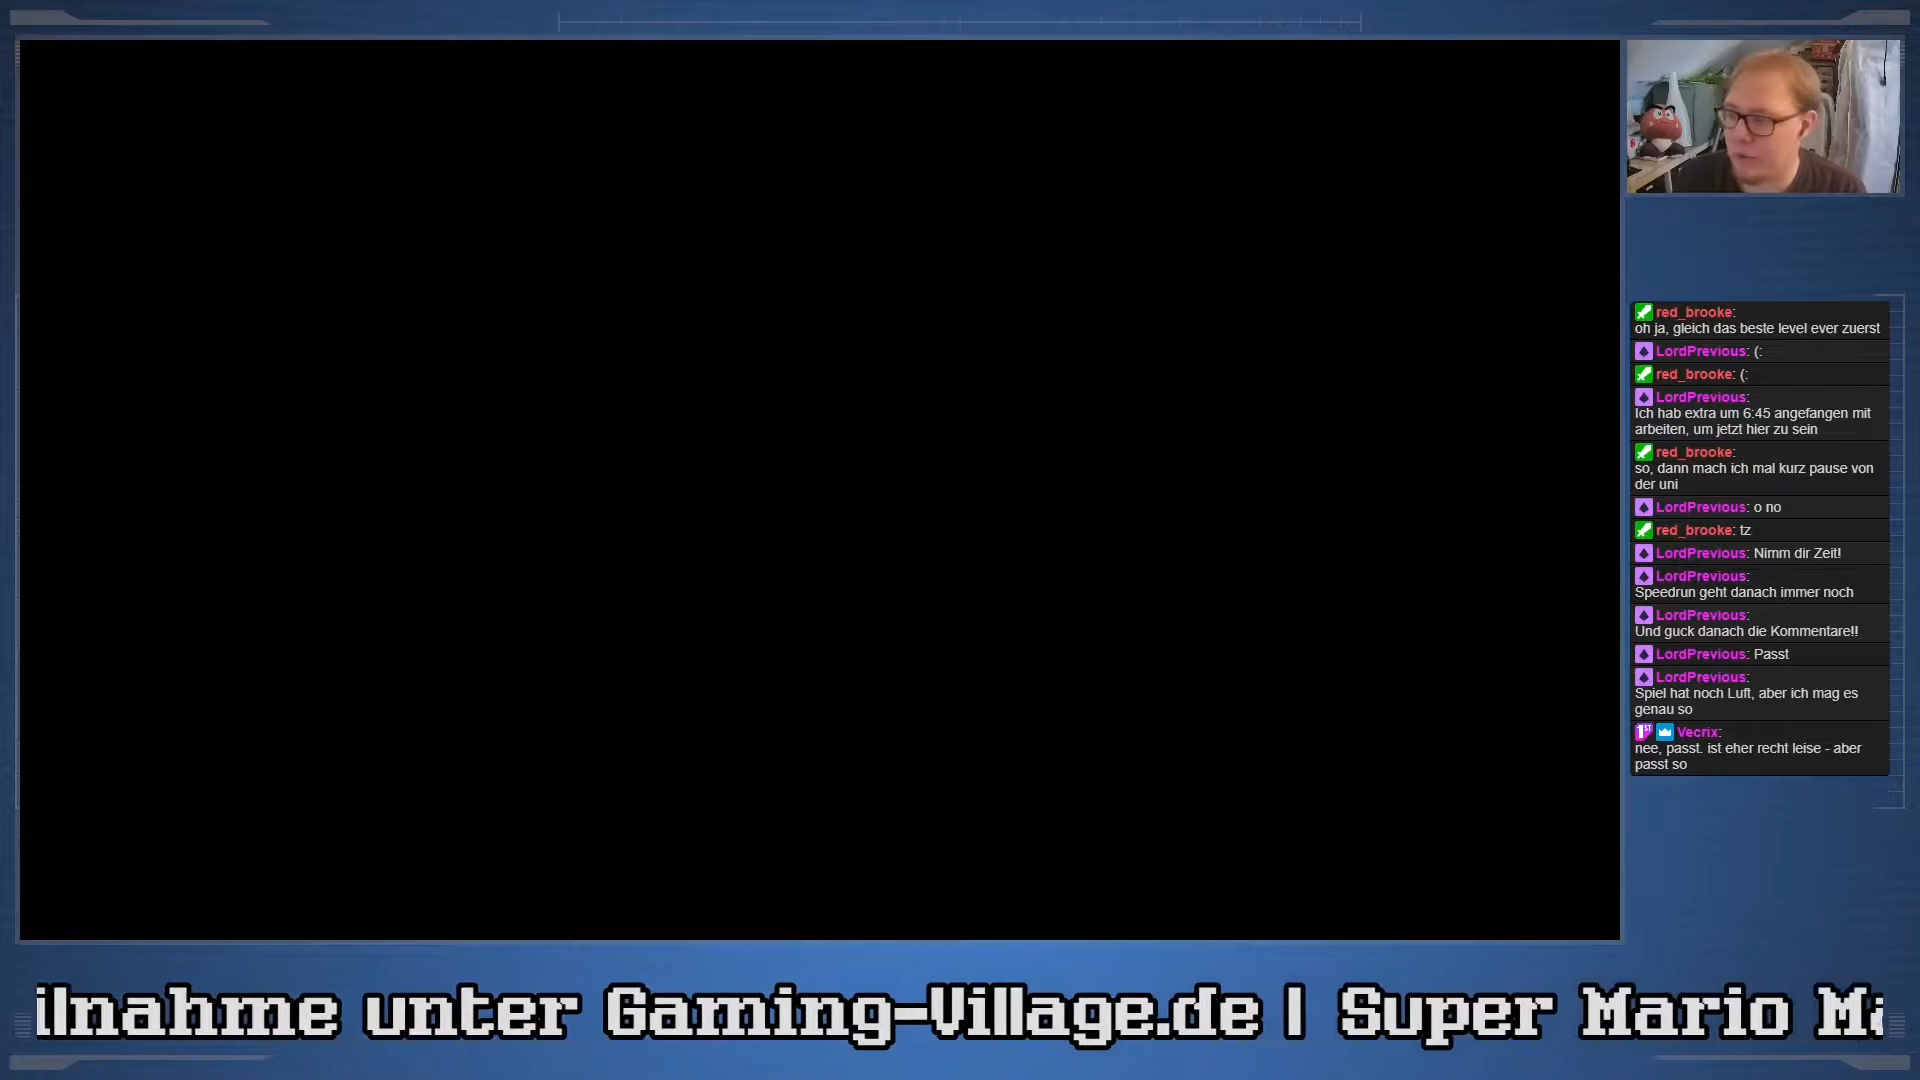 red_brooke:
oh ja, gleich das beste level ever zuerst
LordPrevious: (:
red_brooke: (:
LordPrevious:
Ich hab extra um 6:45 angefangen mit
arbeiten, um jetzt hier zu sein
red_brooke:
so, dann mach ich mal kurz pause von
der uni
LordPrevious: o no
red_brooke: tz
LordPrevious: Nimm dir Zeit!
LordPrevious:
Speedrun geht danach immer noch
LordPrevious:
Und guck danach die Kommentare!!
LordPrevious: Passt
LordPrevious:
Spiel hat noch Luft, aber ich mag es
genau so
1ST Vecrix:
nee, passt. ist eher recht leise - aber
passt so
ilnahme unter Gaming-Village.de | Super Mario Ma